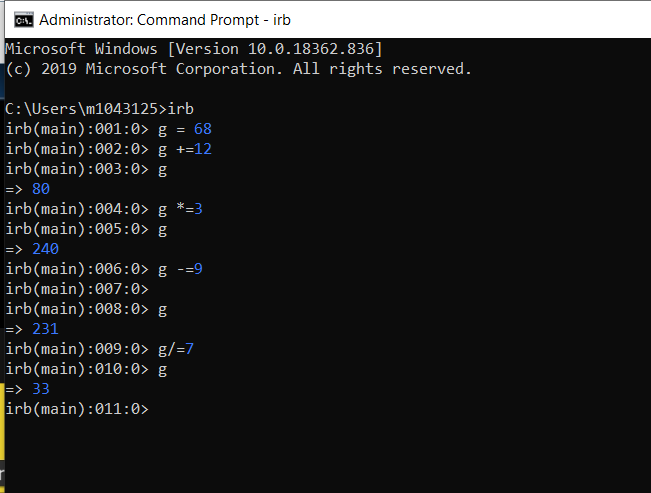 Administrator: Command Prompt - irb
Microsoft Windows [Version 10.0.18362.836]
(c) 2019 Microsoft Corporation. All rights reserved.
C:\Users\m1043125>irb
irb(main):001:0> g = 68
irb(main):002:0> g +=12
irb(main):003:0> g
=> 80
irb(main):004:0> g *=3
irb(main):005:0> g
=> 240
irb(main):006:0> g -=9
irb(main):007:0>
irb(main):008:0> g
=> 231
irb(main):009:0> g/=7
irb(main):010:0> g
=> 33
irb(main):011:0>